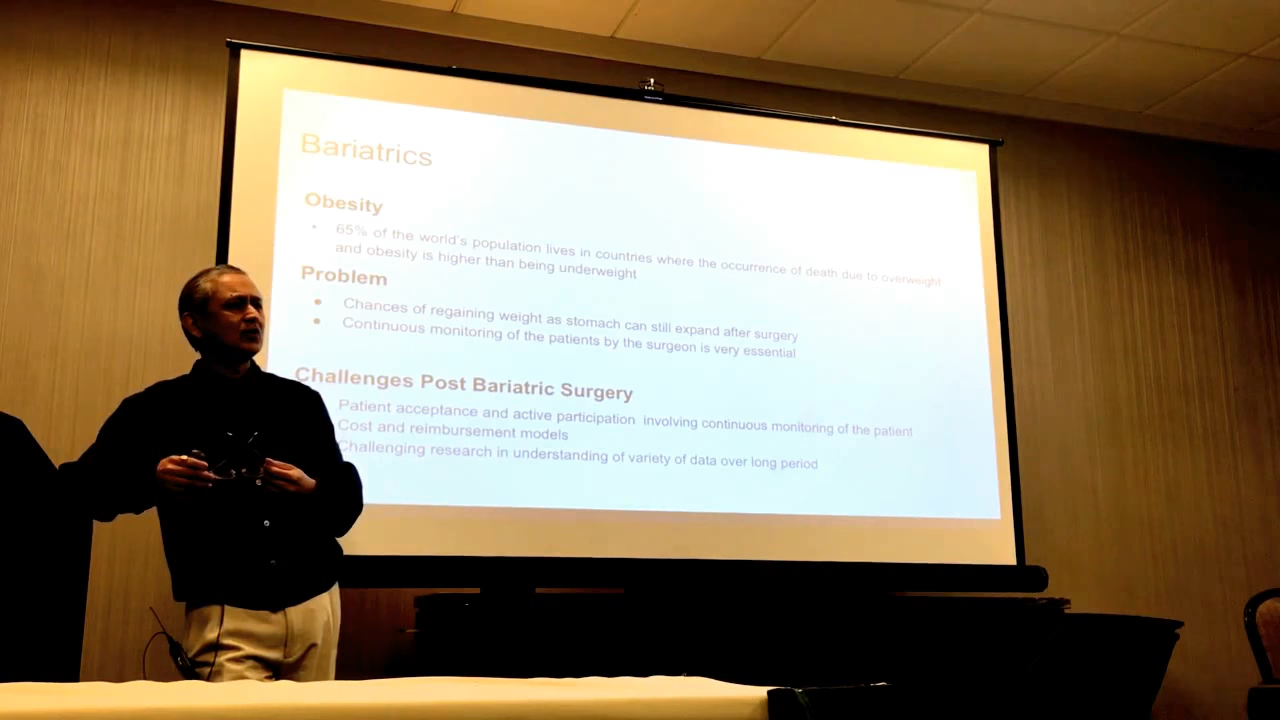 Bariatrics
Obesity
• 65% of the world's population lives in countries where the occurrence of death due to overweight
and obesity is higher than being underweight
Problem
● Chances of regaining weight as stomach can still expand after surgery
● Continuous monitoring of the patients by the surgeon is very essential
Challenges Post Bariatric Surgery
Patient acceptance and active participation involving continuous monitoring of the patient
Cost and reimbursement models
Challenging research in understanding of variety of data over long period